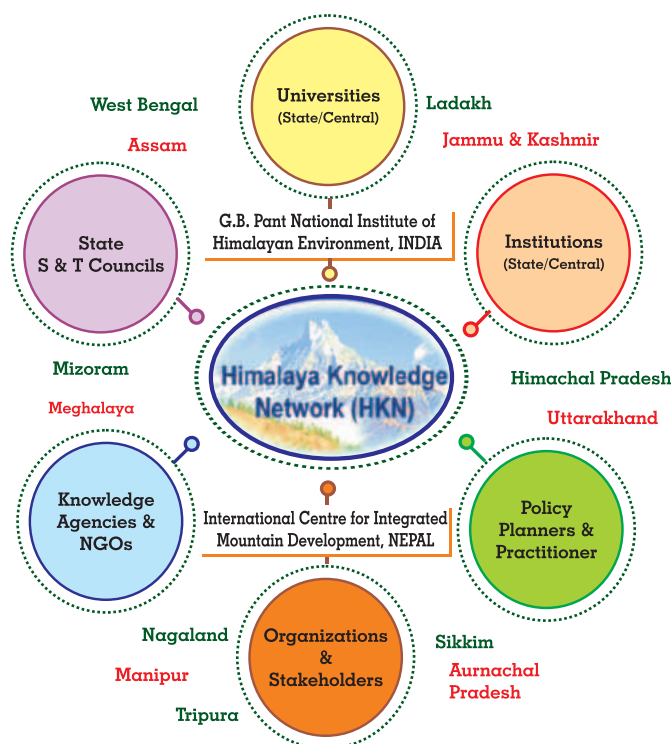 Universities
(State/Central)
West Bengal
Ladakh
Assam
Jammu & Kashmir
G.B. Pant National Institute of
Himalayan Environment, INDIA
State
S & T Councils
Institutions
(State/Central)
Himalaya Knowledge
Network (HKN)
Mizoram
Himachal Pradesh
Meghalaya
Uttarakhand
Knowledge
Agencies &
NGOs
International Centre for Integrated
Mountain Development, NEPAL
Policy
Planners &
Practitioner
Nagaland
Manipur
Tripura
Organizations
&
Stakeholders
Sikkim
Aurnachal
Pradesh